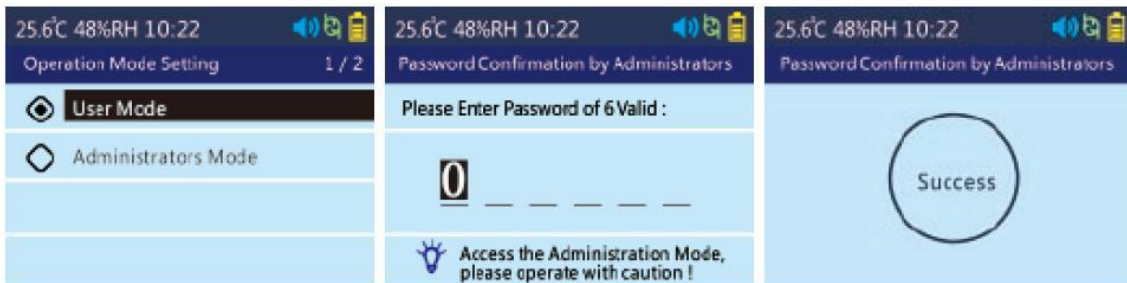 25.6°C 48%RH 10:22
Operation Mode Setting 1 / 2
User Mode
Administrators Mode
25.6°C 48%RH 10:22
Password Confirmation by Administrators
Please Enter Password of 6 Valid :
0 _ _ _ _ _
Access the Administration Mode,
please operate with caution !
25.6°C 48%RH 10:22
Password Confirmation by Administrators
Success